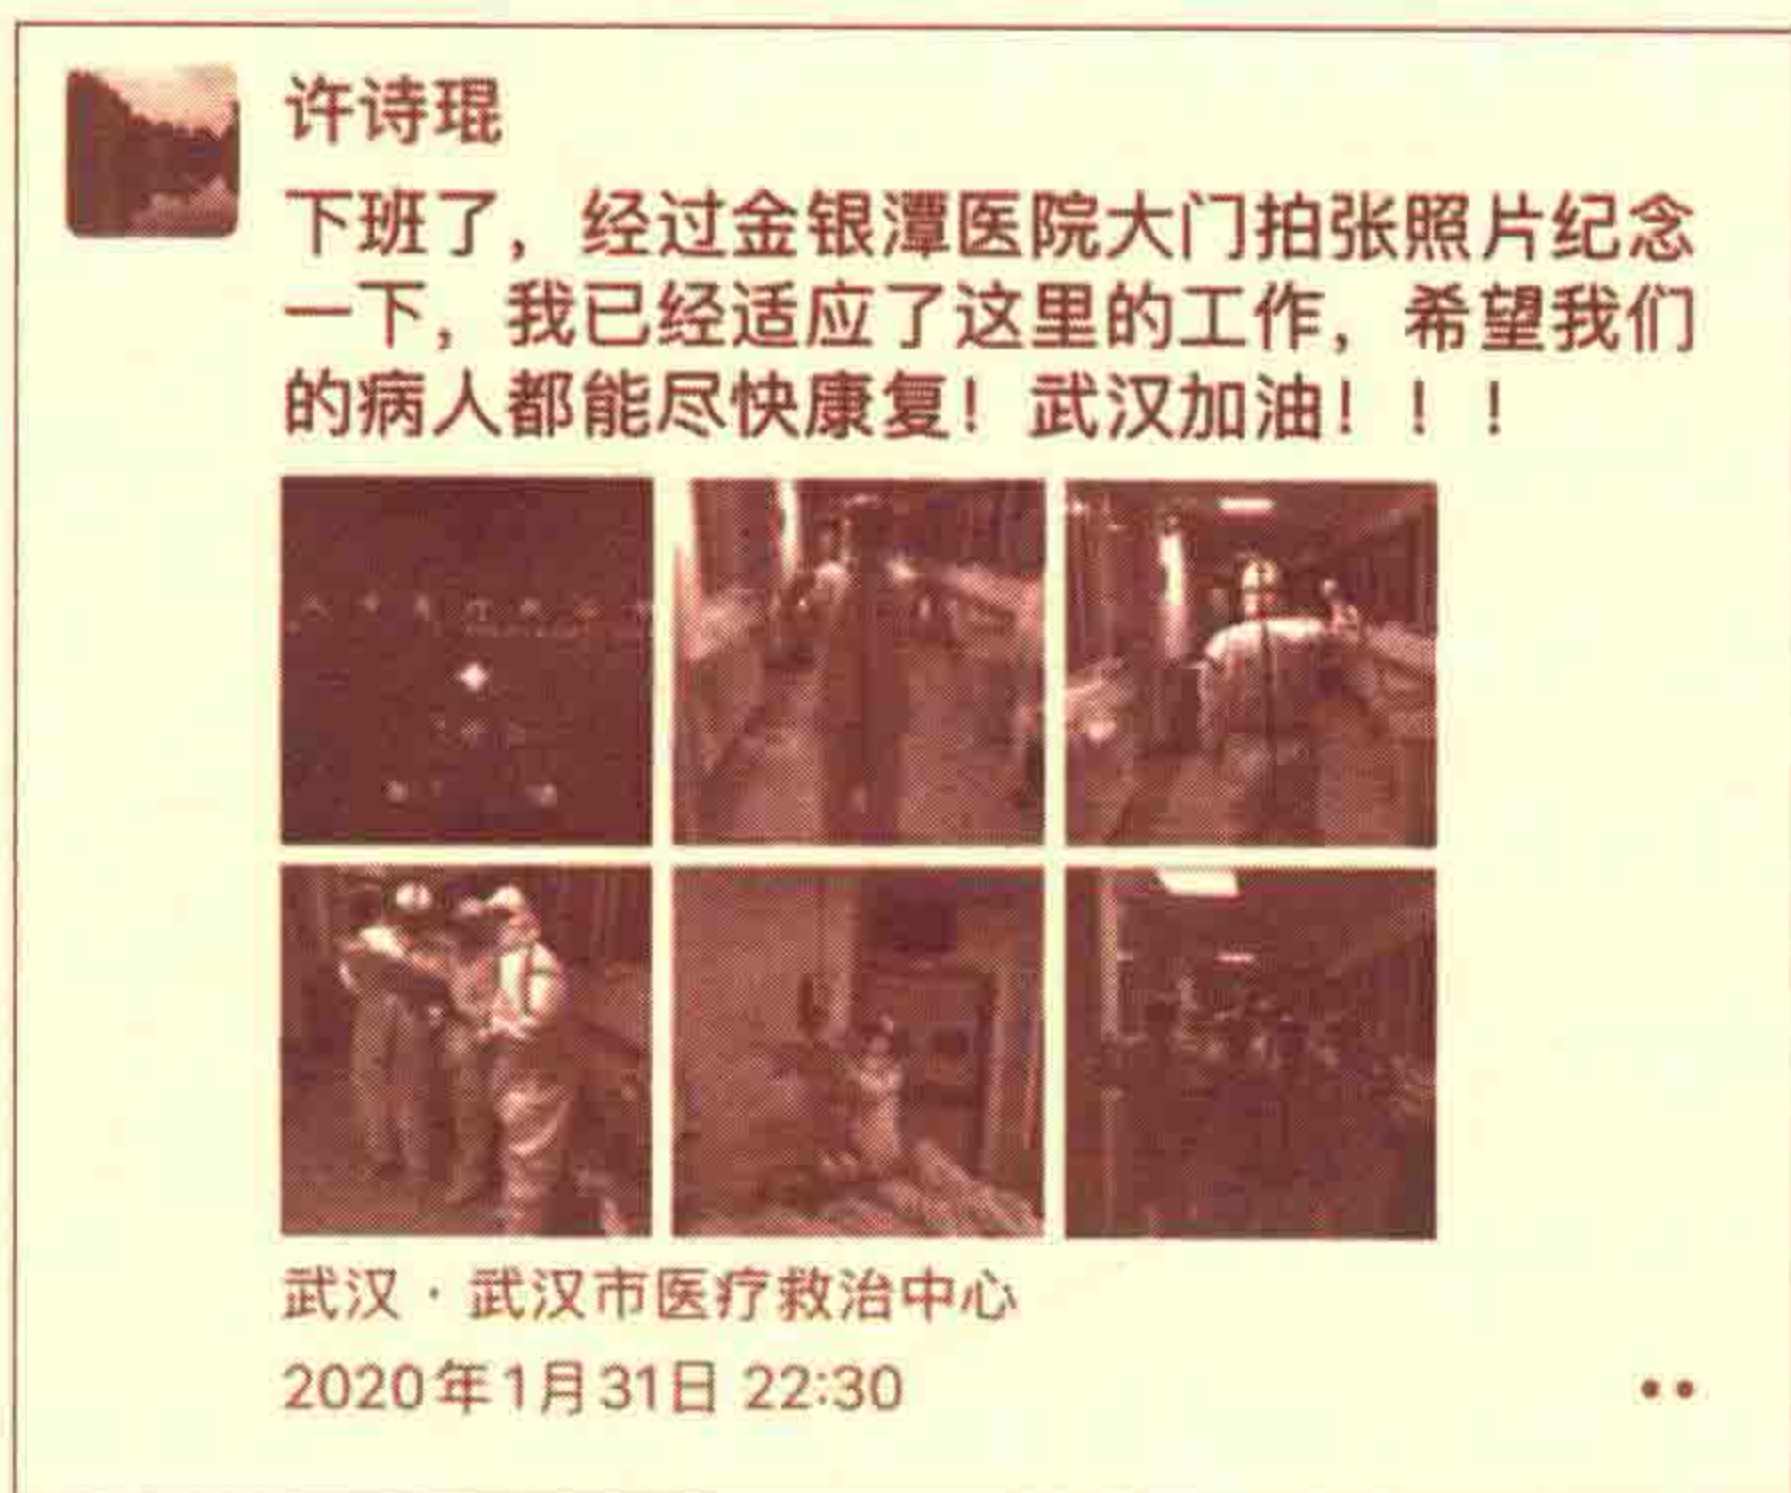 许诗琨
下班了，经过金银潭医院大门拍张照片纪念
一下，我已经适应了这里的工作，希望我们
的病人都能尽快康复！武汉加油！！！
武汉·武汉市医疗救治中心
2020年1月31日 22:30